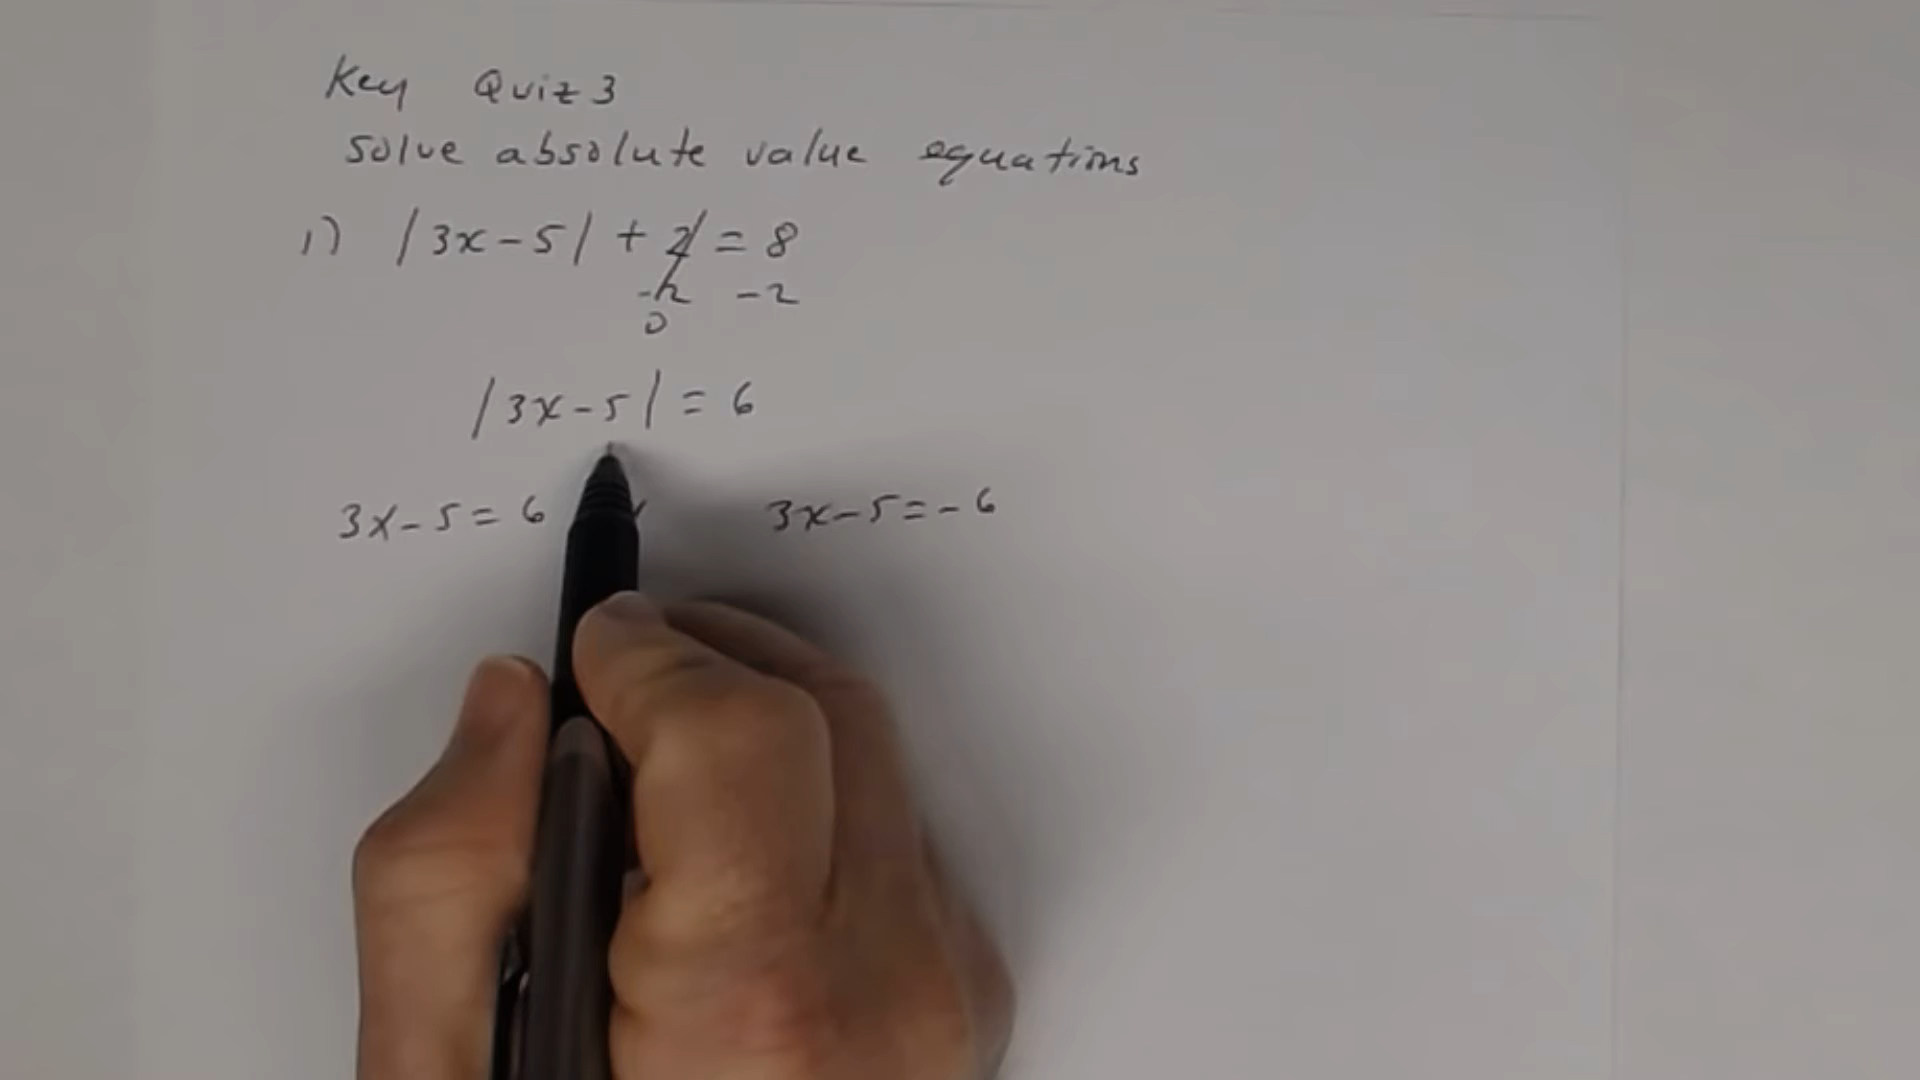 Key Quiz 3
solve absolute value equations
1) |3x-5| + 2 = 8
-2 -2
0
|3x-5| = 6
3x-5=6 3x-5=-6